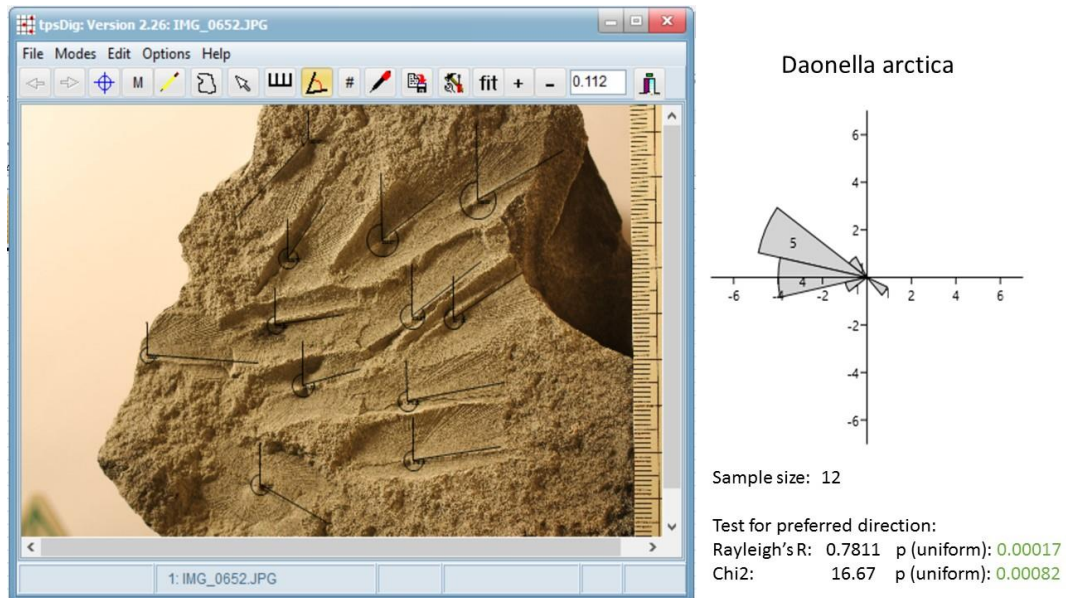 tpsDig: Version 2.26: IMG_0652.JPG
File Modes Edit Options Help
M # fit + - 0.112
Daonella arctica
6
4
2
5
4
-6 -4 -2 2 4 6
-2
-4
-6
Sample size: 12
Test for preferred direction:
Rayleigh's R: 0.7811 p (uniform): 0.00017
Chi2: 16.67 p (uniform): 0.00082
1: IMG_0652.JPG